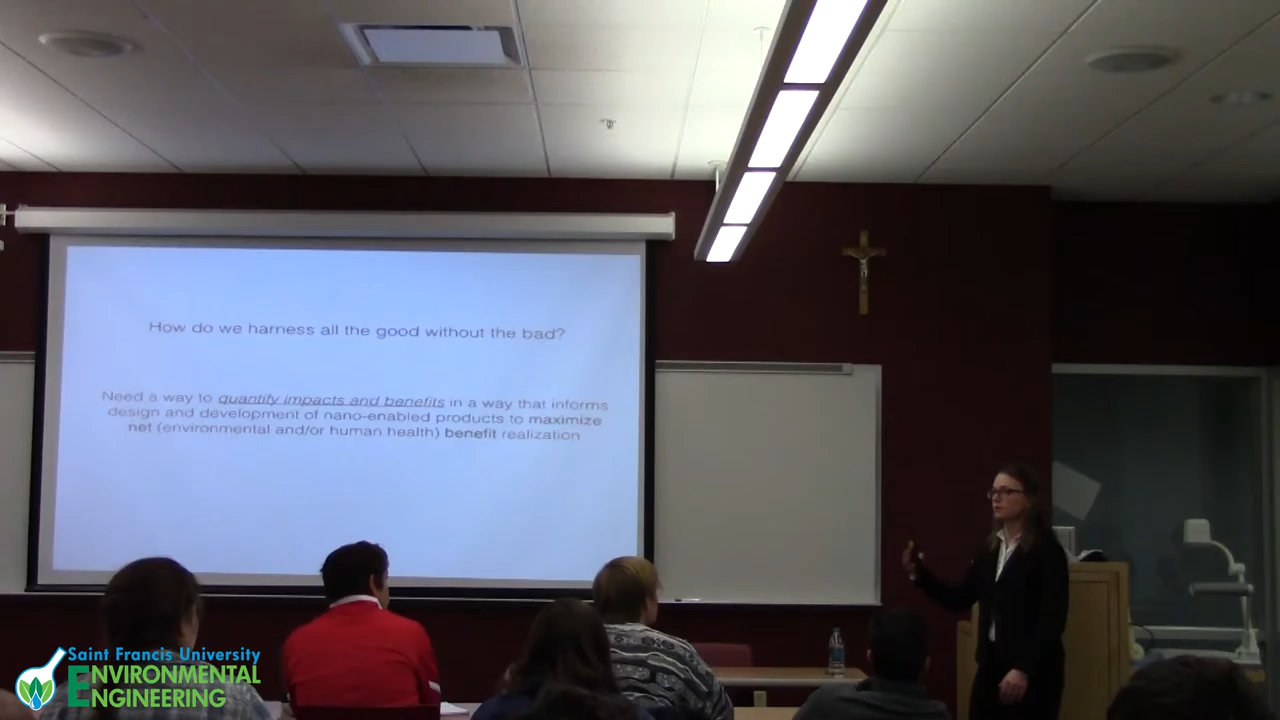 How do we harness all the good without the bad?
Need a way to quantify impacts and benefits in a way that informs
design and development of nano-enabled products to maximize
net (environmental and/or human health) benefit realization
Saint Francis University
ENVIRONMENTAL
ENGINEERING